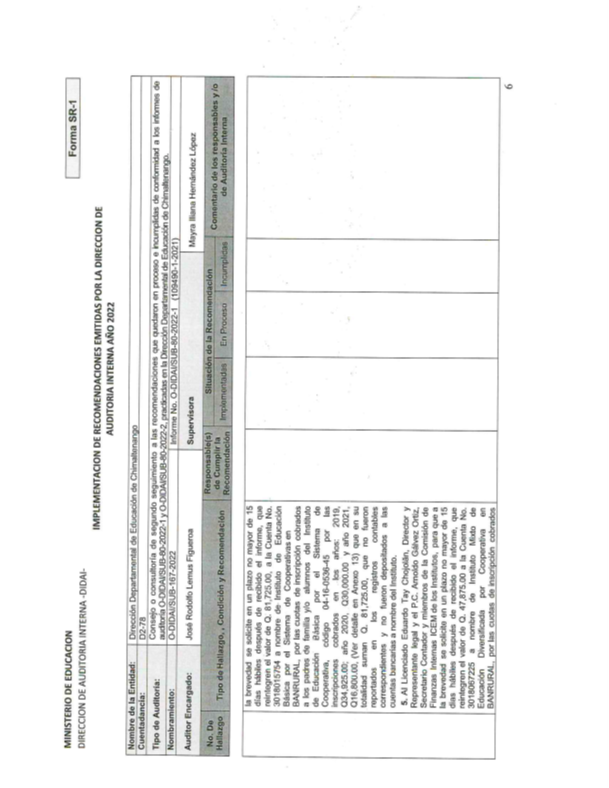 MINISTERIO DE EDUCACION
DIRECCION DE AUDITORIA INTERNA -DIDAI-
Forma SR-1
IMPLEMENTACION DE RECOMENDACIONES EMITIDAS POR LA DIRECCION DE
AUDITORIA INTERNA AÑO 2022
Nombre de la Entidad: Dirección Departamental de Educación de Chimaltenango
Cuentadancia: D2-78
Tipo de Auditoría: Consejo o consultoría de segundo seguimiento a las recomendaciones que quedaron en proceso e incumplidas de conformidad a los informes de
auditoría O-DIDAI/SUB-80-2022-1 y O-DIDAI/SUB-80-2022-2, practicadas en la Dirección Departamental de Educación de Chimaltenango.
Nombramiento: O-DIDAI/SUB-167-2022 Informe No. O-DIDAI/SUB-80-2022-1 (109490-1-2021)
Auditor Encargado: José Rodolfo Lemus Figueroa Supervisora Mayra Iliana Hernández López
No. De Hallazgo
Tipo de Hallazgo, Condición y Recomendación
Responsable(s) de Cumplir la Recomendación
Situación de la Recomendación
Implementadas En Proceso Incumplidas
Comentario de los responsables y /o de Auditoría Interna
la brevedad se solicite en un plazo no mayor de 15
días hábiles después de recibido el informe, que
reintegren el valor de Q. 81,725.00, a la Cuenta No.
3018015754 a nombre de Instituto de Educación
Básica por el Sistema de Cooperativas en
BANRURAL, por las cuotas de inscripción cobrados
a los padres de familia y/o alumnos del Instituto
de Educación Básica por el Sistema de
Cooperativa, código 04-16-0536-45 por las
inscripciones cobrados en los años: 2019,
Q34,925.00; año 2020, Q30,000.00 y año 2021,
Q16,800.00, (Ver detalle en Anexo 13) que en su
totalidad suman Q. 81,725.00, que no fueron
reportados en los registros contables
correspondientes y no fueron depositados a las
cuentas bancarias a nombre del Instituto.
5. Al Licenciado Eduardo Tay Chojolán, Director y
Representante legal y el P.C. Arnoldo Gálvez Ortiz,
Secretario Contador y miembros de la Comisión de
Finanzas Internas ICEM de los Institutos, para que a
la brevedad se solicite en un plazo no mayor de 15
días hábiles después de recibido el informe, que
reintegren el valor de Q. 47,875.00 a la Cuenta No.
3018067225 a nombre de Instituto Mixto de
Educación Diversificada por Cooperativa en
BANRURAL, por las cuotas de inscripción cobrados
6